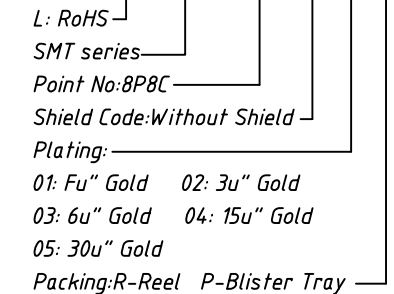 L: RoHS
SMT series
Point No:8P8C
Shield Code:Without Shield
Plating:
01: Fu" Gold 02: 3u" Gold
03: 6u" Gold 04: 15u" Gold
05: 30u" Gold
Packing:R-Reel P-Blister Tray